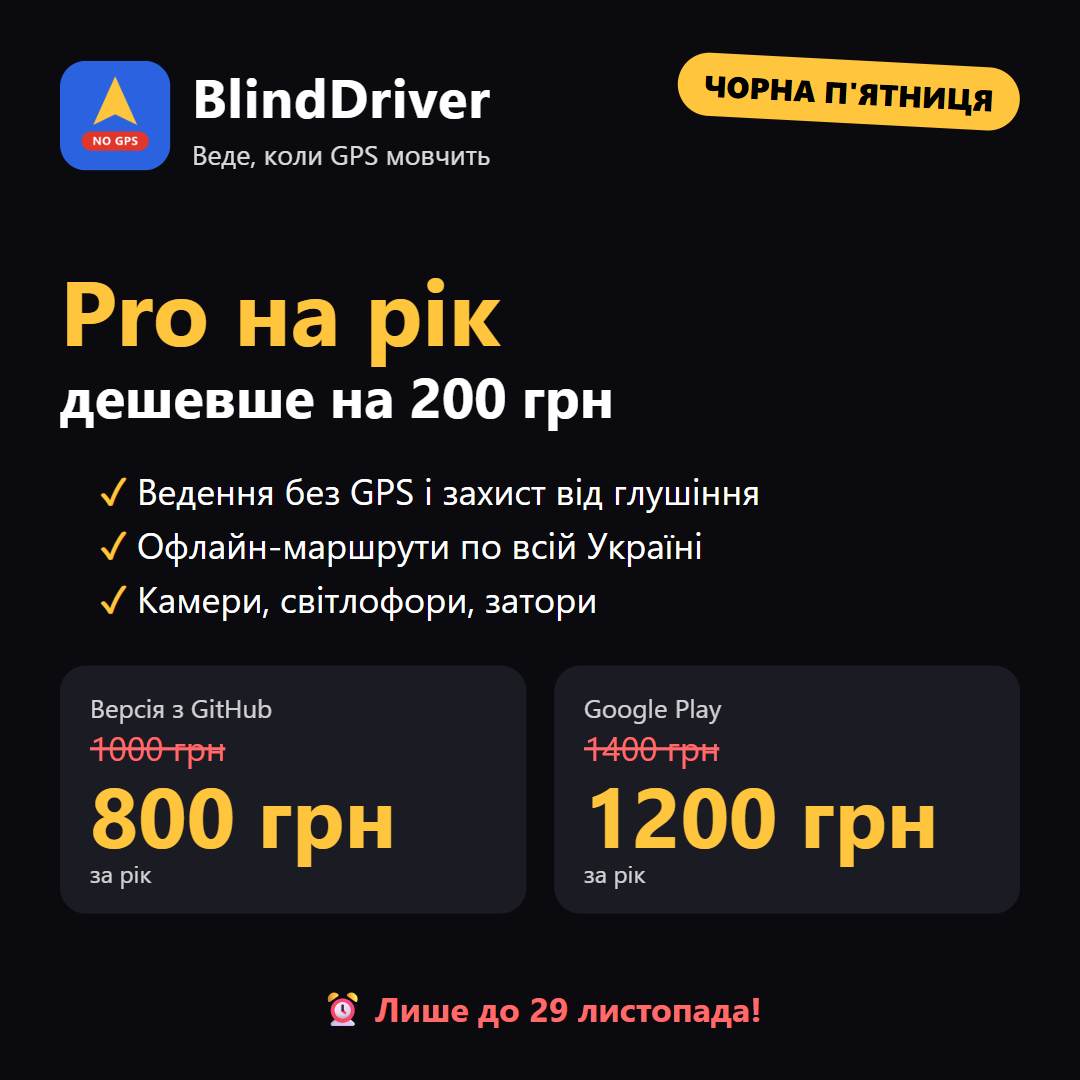 NO GPS
BlindDriver
Веде, коли GPS мовчить
ЧОРНА П'ЯТНИЦЯ
Pro на рік
дешевше на 200 грн
✓ Ведення без GPS і захист від глушіння
✓ Офлайн-маршрути по всій Україні
✓ Камери, світлофори, затори
Версія з GitHub
1000 грн
800 грн
за рік
Google Play
1400 грн
1200 грн
за рік
⏰ Лише до 29 листопада!